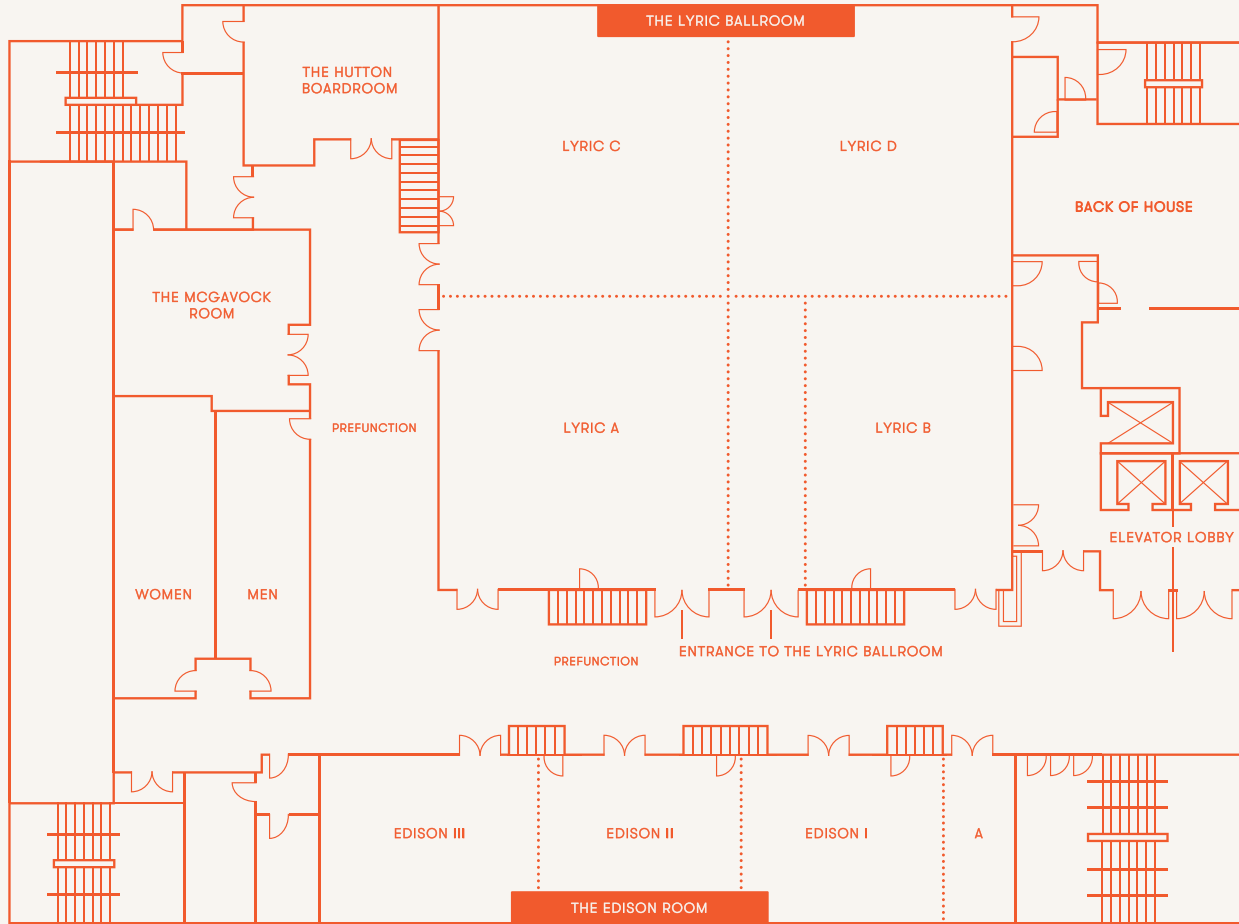 THE LYRIC BALLROOM
THE HUTTON
BOARDROOM
LYRIC C
LYRIC D
BACK OF HOUSE
THE MCGAVOCK
ROOM
PREFUNCTION
LYRIC A
LYRIC B
ELEVATOR LOBBY
WOMEN
MEN
PREFUNCTION
ENTRANCE TO THE LYRIC BALLROOM
EDISON III
EDISON II
EDISON I
A
THE EDISON ROOM